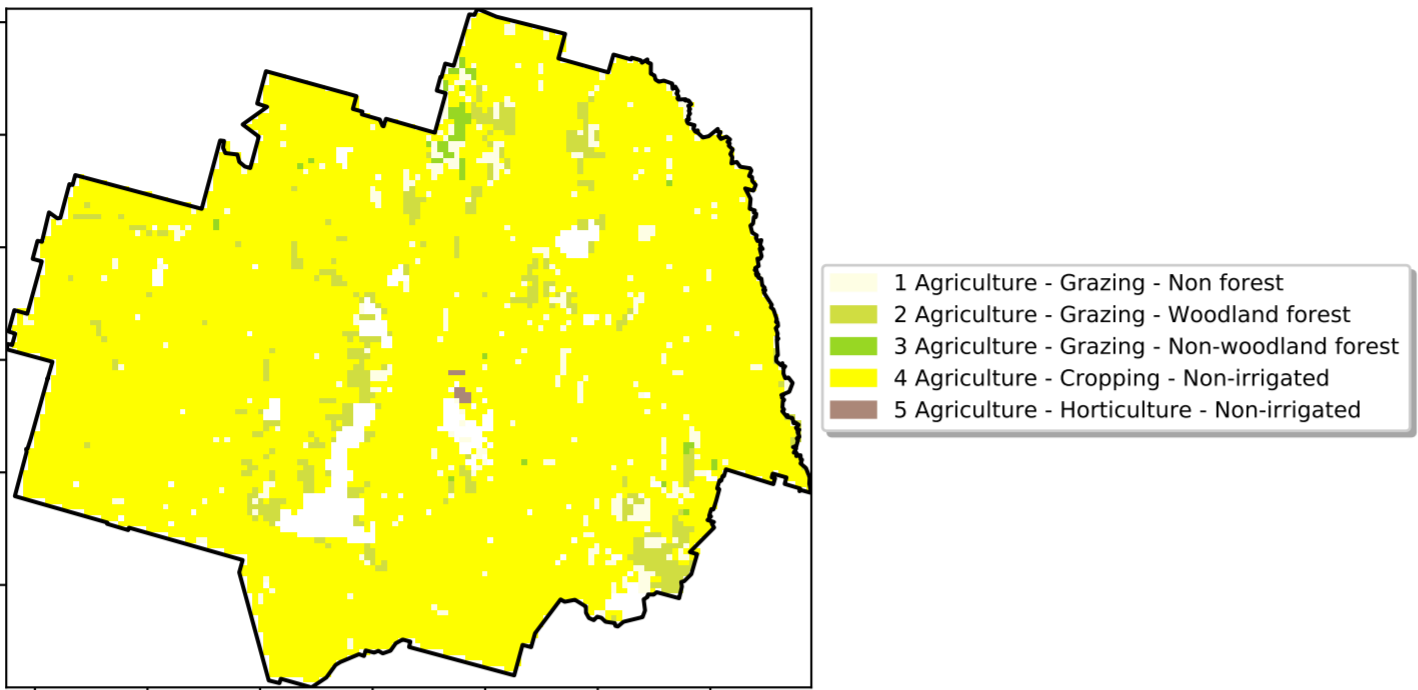 1 Agriculture - Grazing - Non forest
2 Agriculture - Grazing - Woodland forest
3 Agriculture - Grazing - Non-woodland forest
4 Agriculture - Cropping - Non-irrigated
5 Agriculture - Horticulture - Non-irrigated